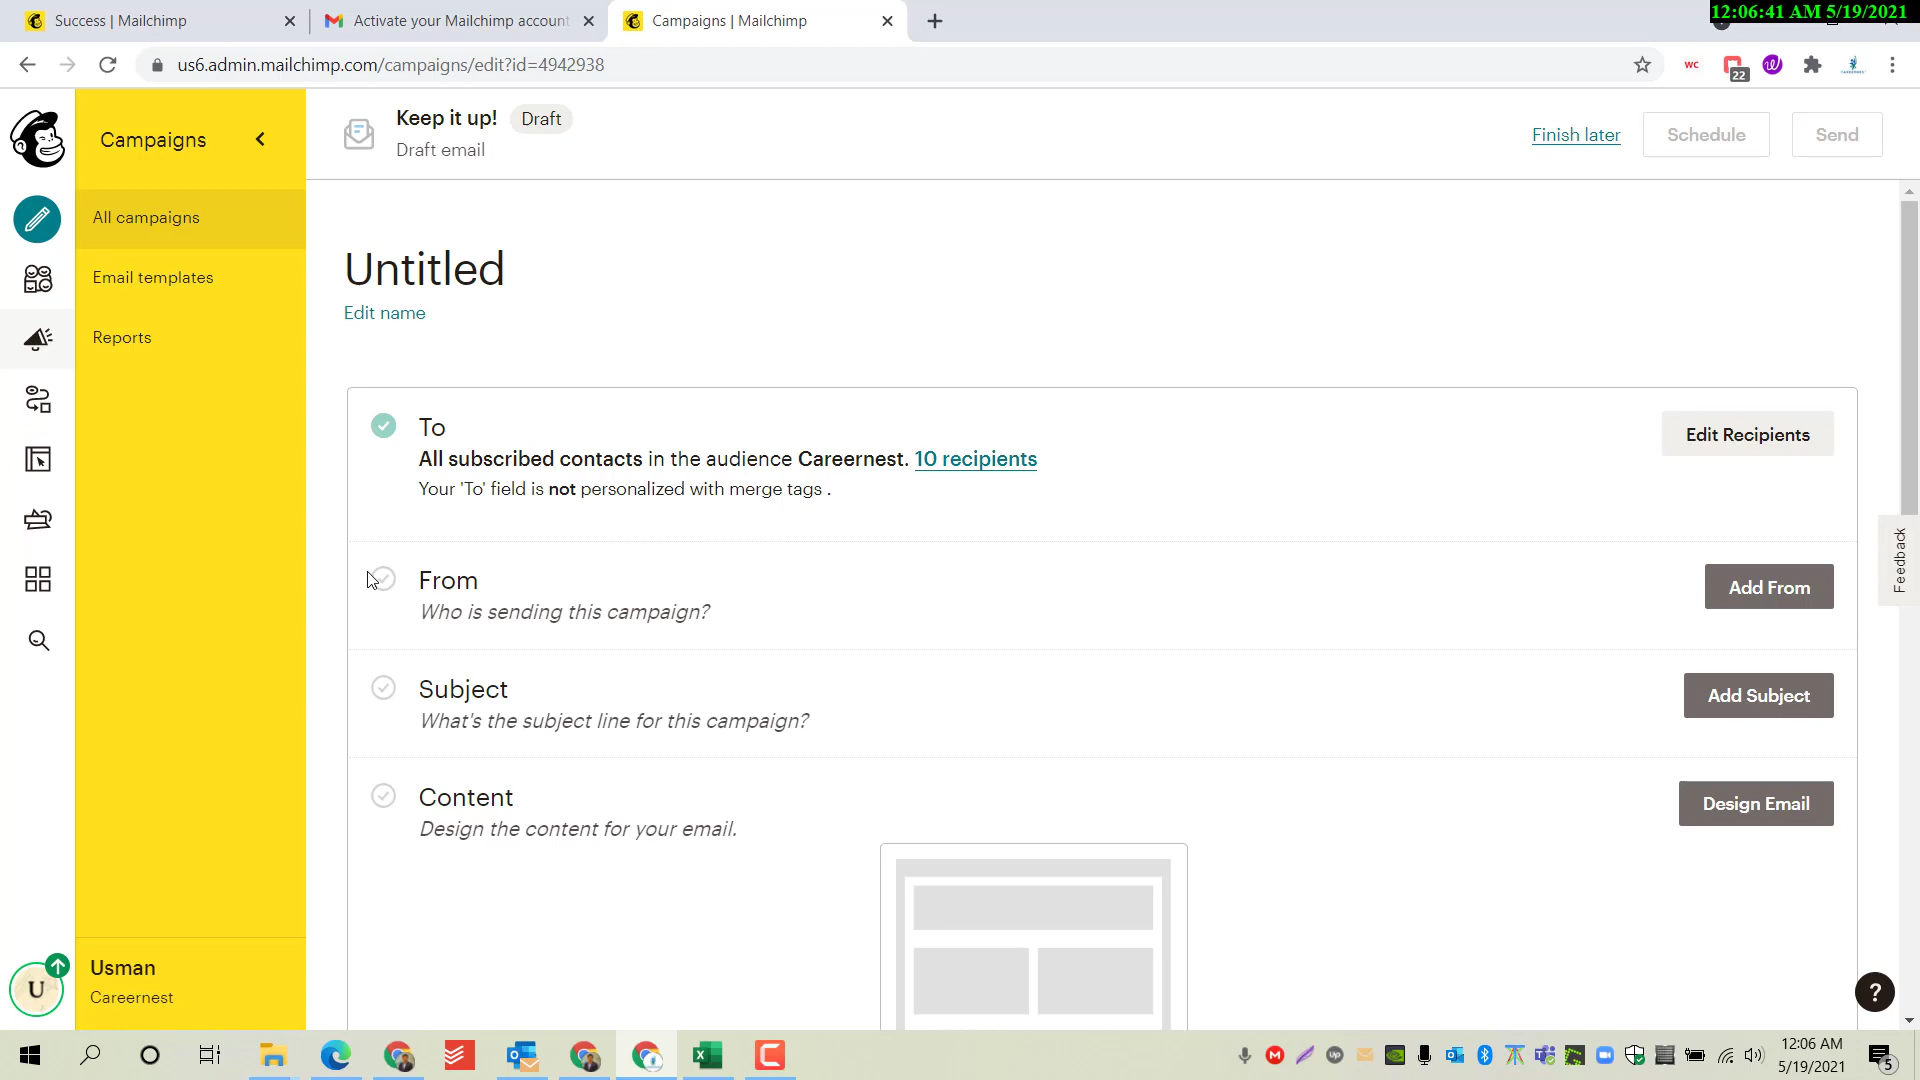 12:06:41 AM 5/19/2021
Success | Mailchimp
Activate your Mailchimp account
Campaigns | Mailchimp
us6.admin.mailchimp.com/campaigns/edit?id=4942938
wc
22
Campaigns
Keep it up!
Draft
Draft email
Finish later
Schedule
Send
All campaigns
Email templates
Reports
Untitled
Edit name
To
All subscribed contacts in the audience Careernest. 10 recipients
Your 'To' field is not personalized with merge tags .
Edit Recipients
From
Who is sending this campaign?
Add From
Feedback
Subject
What's the subject line for this campaign?
Add Subject
Content
Design the content for your email.
Design Email
U
Usman
Careernest
?
12:06 AM
5/19/2021
5